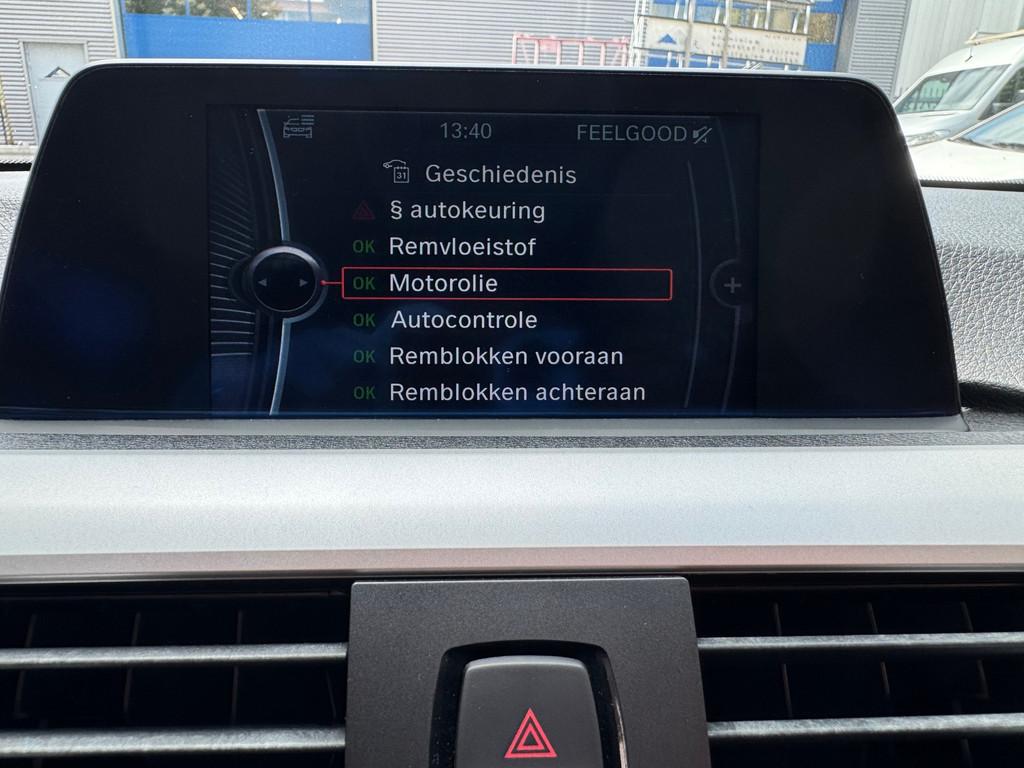 13:40 FEELGOOD
31 Geschiedenis
§ autokeuring
OK Remvloeistof
OK Motorolie
OK Autocontrole
OK Remblokken vooraan
OK Remblokken achteraan